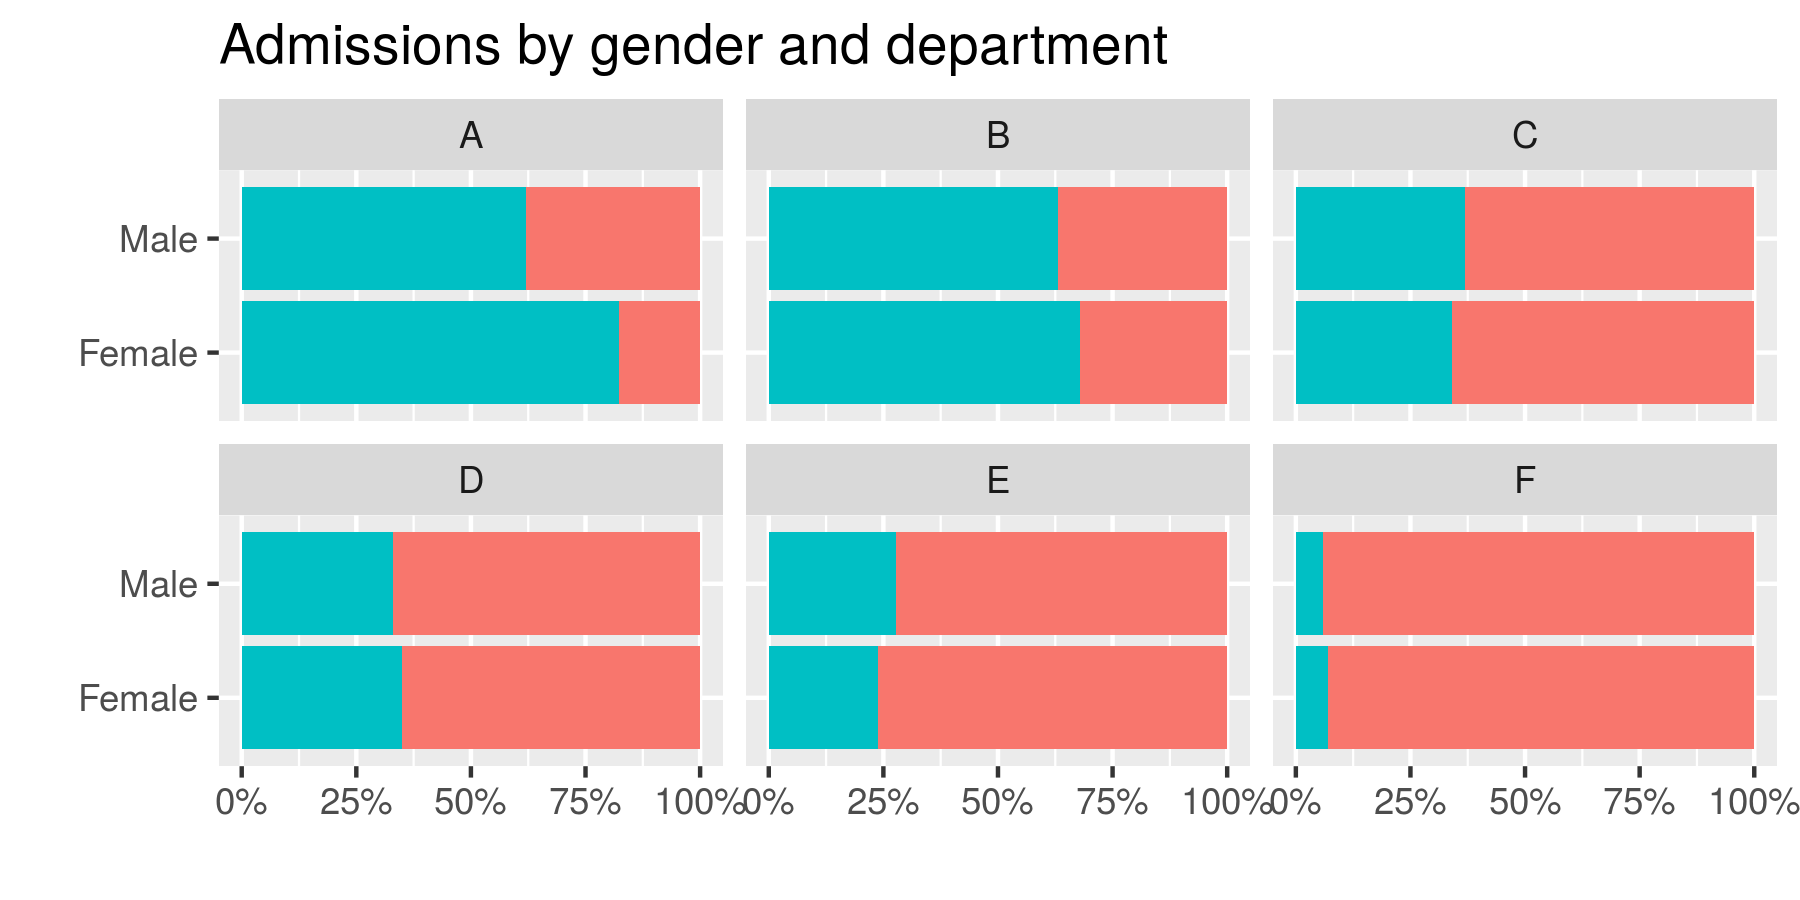 Admissions by gender and department
A B C
Male
Female
D E F
Male
Female
0% 25% 50% 75% 100% 0% 25% 50% 75% 100% 0% 25% 50% 75% 100%